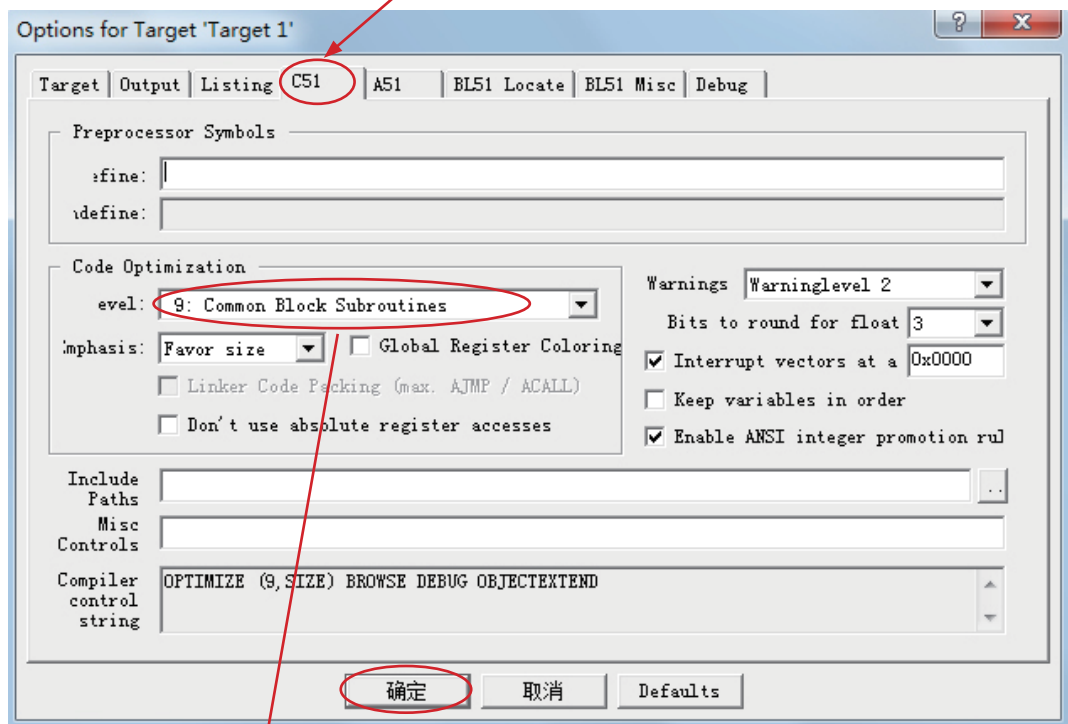 Options for Target 'Target 1'
Target Output Listing C51 A51 BL51 Locate BL51 Misc Debug
Preprocessor Symbols
efine:
define:
Code Optimization
evel: 9: Common Block Subroutines
mphasis: Favor size Global Register Coloring
Linker Code Packing (max. AJMP / ACALL)
Don't use absolute register accesses
Warnings Warninglevel 2
Bits to round for float 3
Interrupt vectors at a 0x0000
Keep variables in order
Enable ANSI integer promotion rul
Include
Paths
..
Misc
Controls
Compiler
control
string
OPTIMIZE (9,SIZE) BROWSE DEBUG OBJECTEXTEND
确定 取消 Defaults